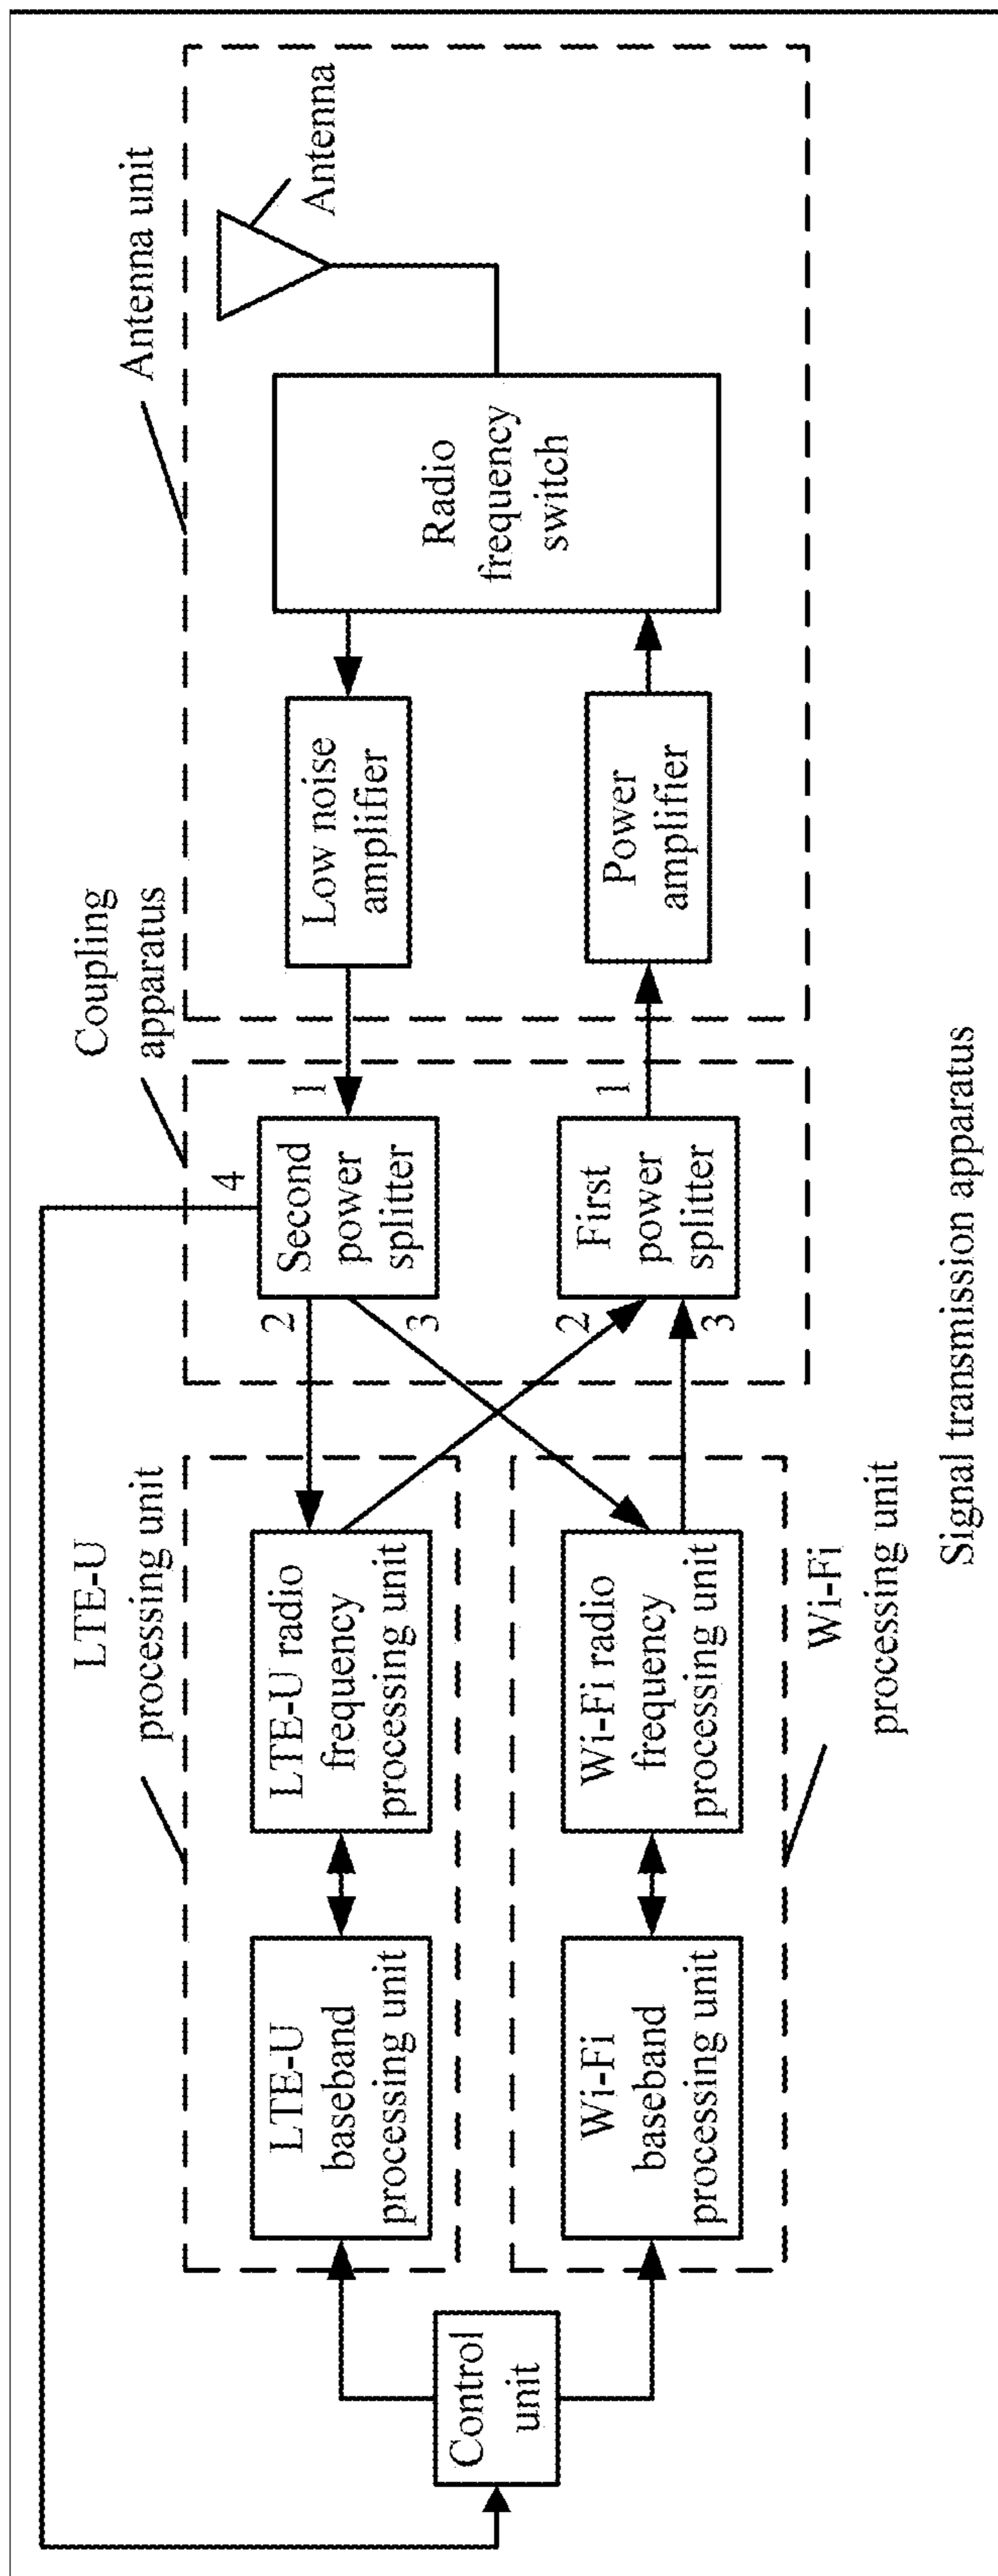 Antenna unit
Coupling
apparatus
LTE-U
processing unit
Control
unit
LTE-U
baseband
processing unit
LTE-U radio
frequency
processing unit
4
2
3
Second
power
splitter
1
Low noise
amplifier
Radio
frequency
switch
Antenna
Wi-Fi
baseband
processing unit
Wi-Fi radio
frequency
processing unit
2
3
First
power
splitter
1
Power
amplifier
Wi-Fi
processing unit
Signal transmission apparatus